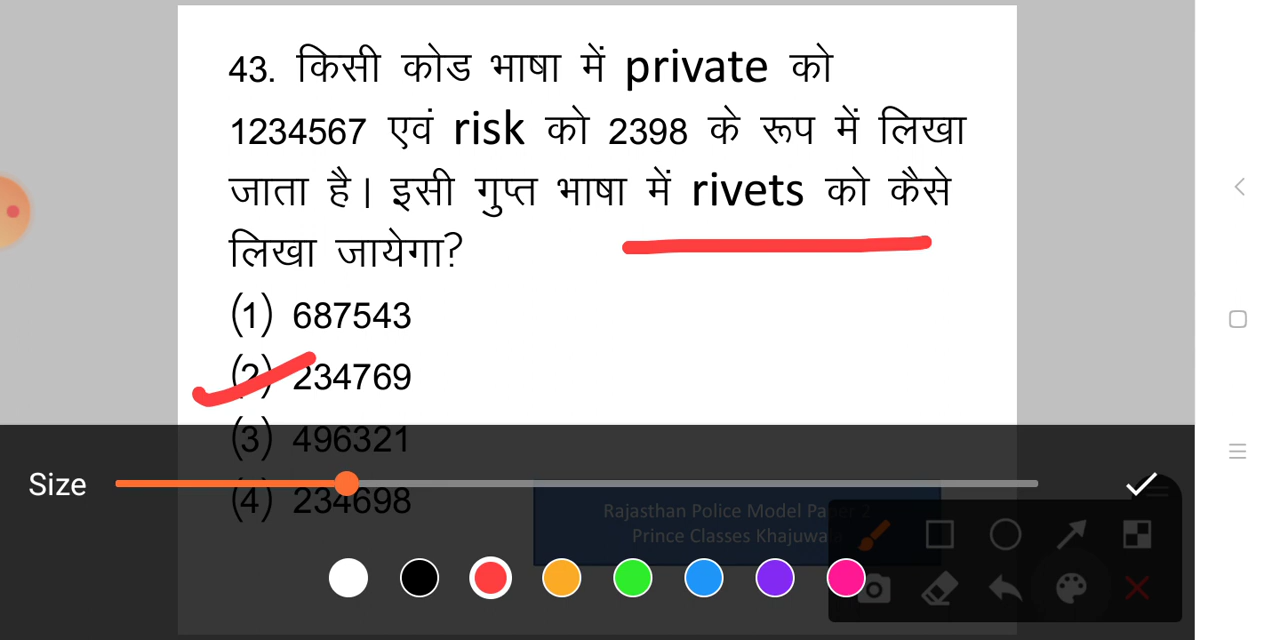 43. किसी कोड भाषा में private को
1234567 एवं risk को 2398 के रूप में लिखा
जाता है। इसी गुप्त भाषा में rivets को कैसे
लिखा जायेगा?
(1) 687543
(2) 234769
(3) 496321
(4) 234698
Size
Rajasthan Police Model Paper 2
Prince Classes Khajuwa